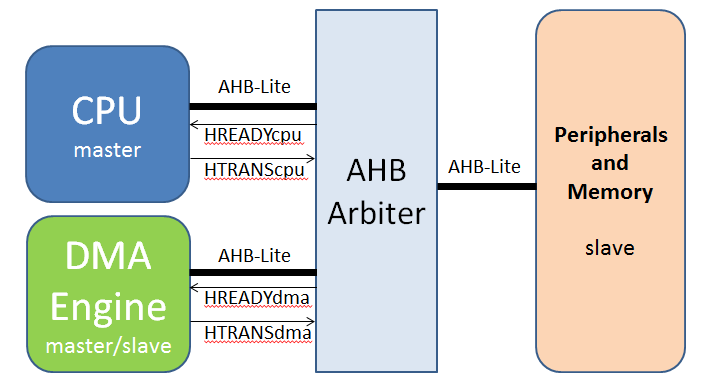 CPU
master
AHB-Lite
HREADYcpu
HTRANScpu
DMA
Engine
master/slave
AHB-Lite
HREADYdma
HTRANSdma
AHB
Arbiter
AHB-Lite
Peripherals
and
Memory
slave